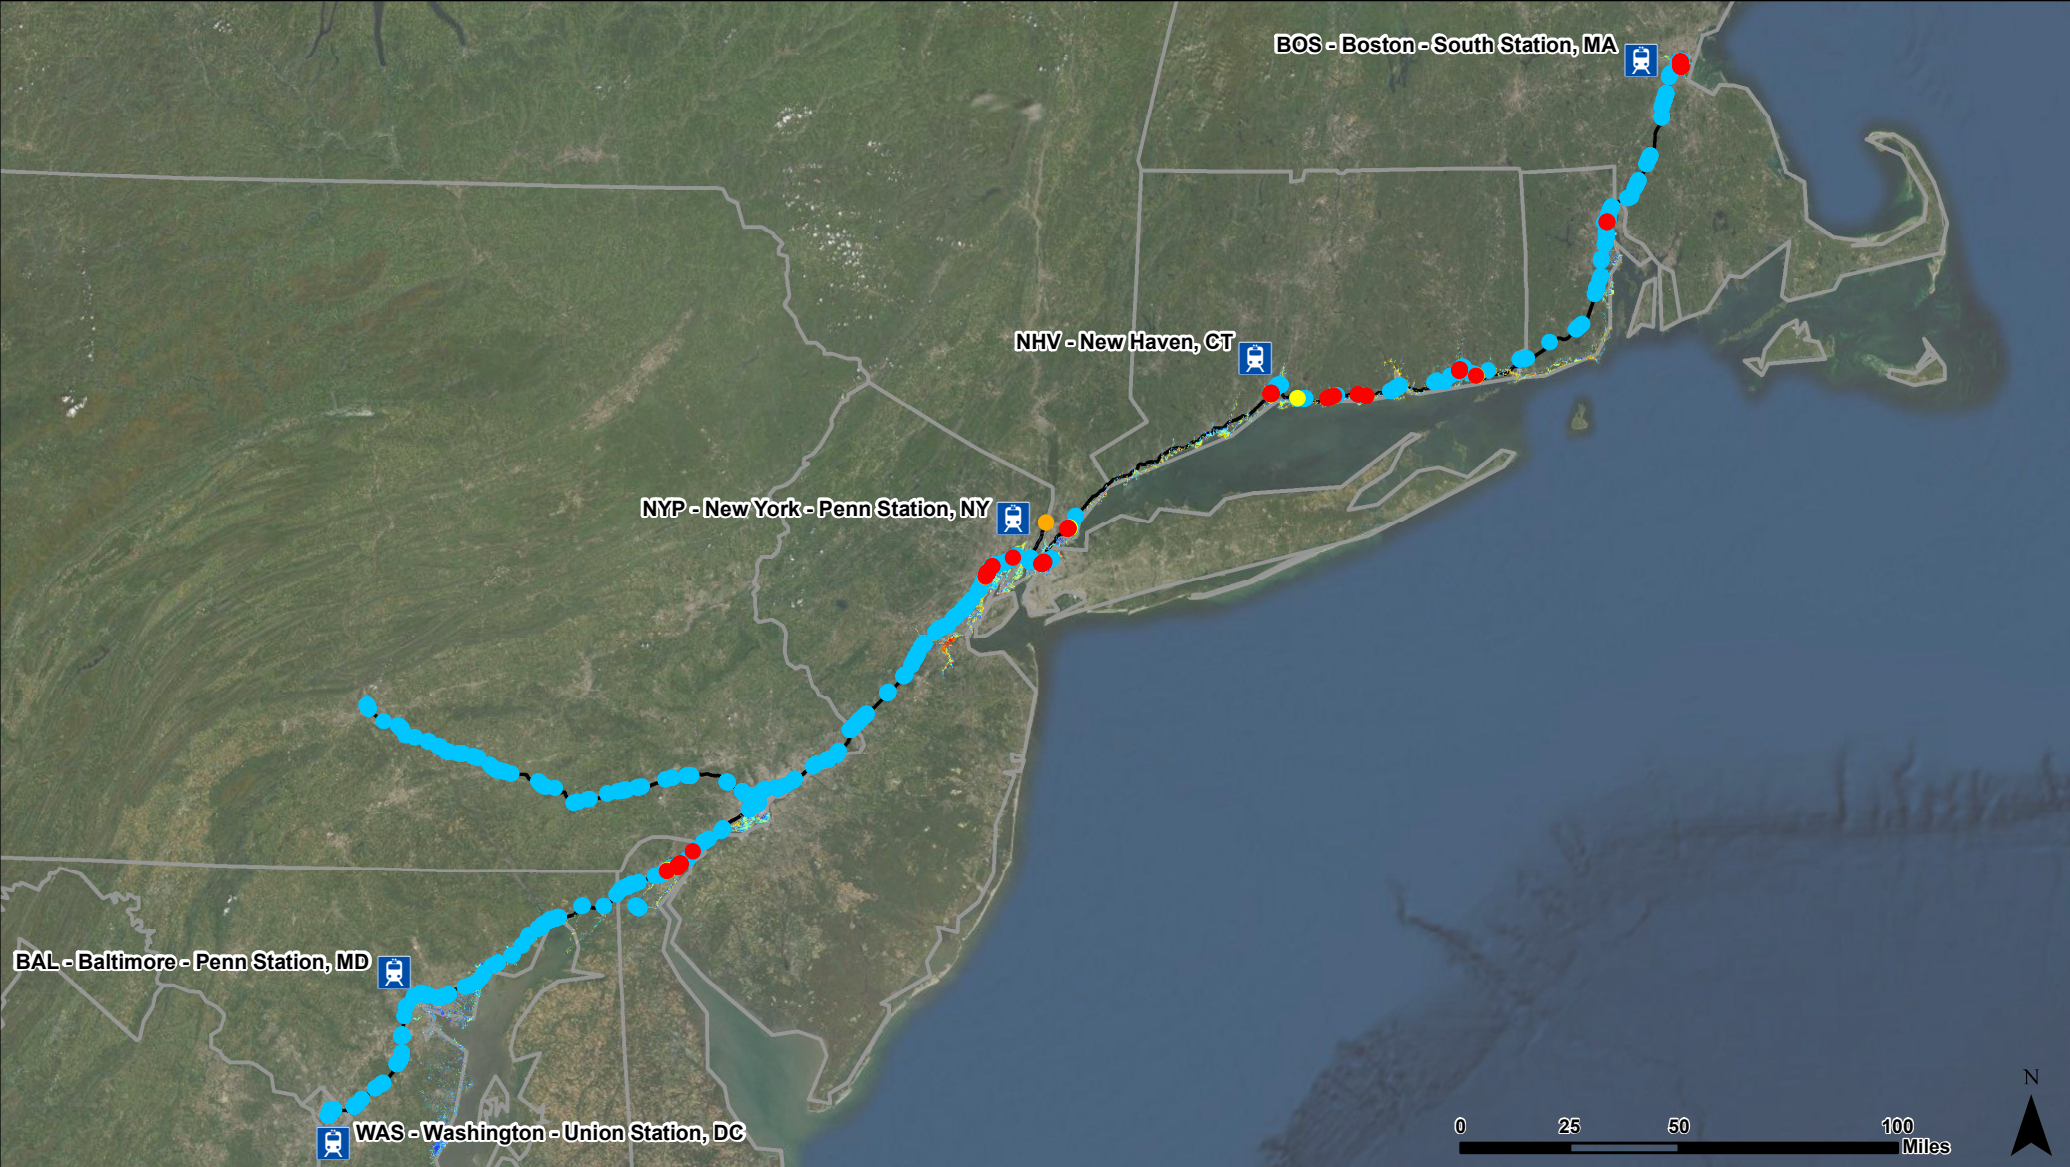 BOS - Boston - South Station, MA
NHV - New Haven, CT
NYP - New York - Penn Station, NY
BAL - Baltimore - Penn Station, MD
WAS - Washington - Union Station, DC
N
0 25 50 100
Miles